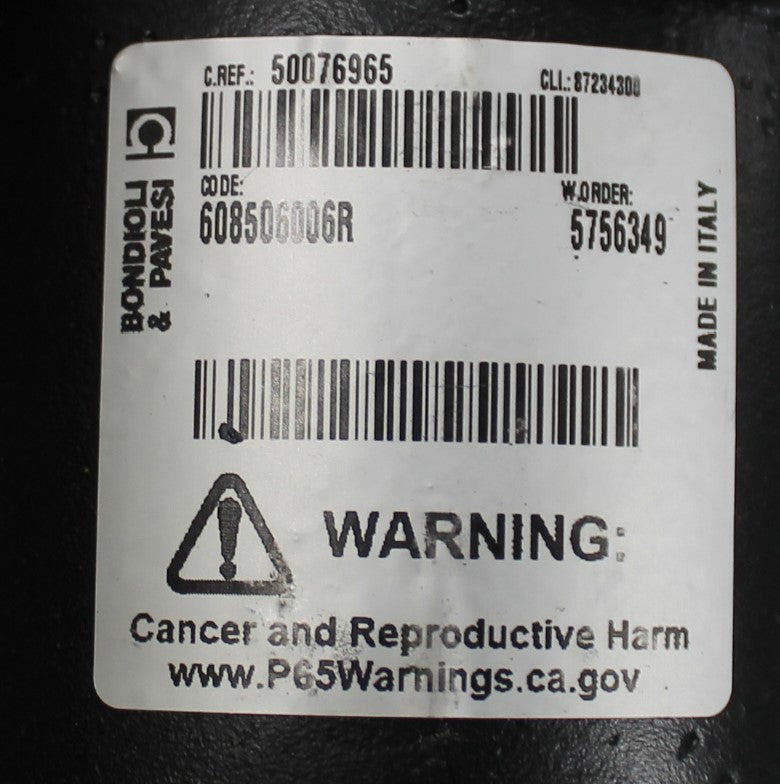 C.REF.: 50076965
CLI.: 87234300
BONDIOLI
& PAVESI
CODE:
608506006R
W.ORDER:
5756349
MADE IN ITALY
WARNING:
Cancer and Reproductive Harm
www.P65Warnings.ca.gov